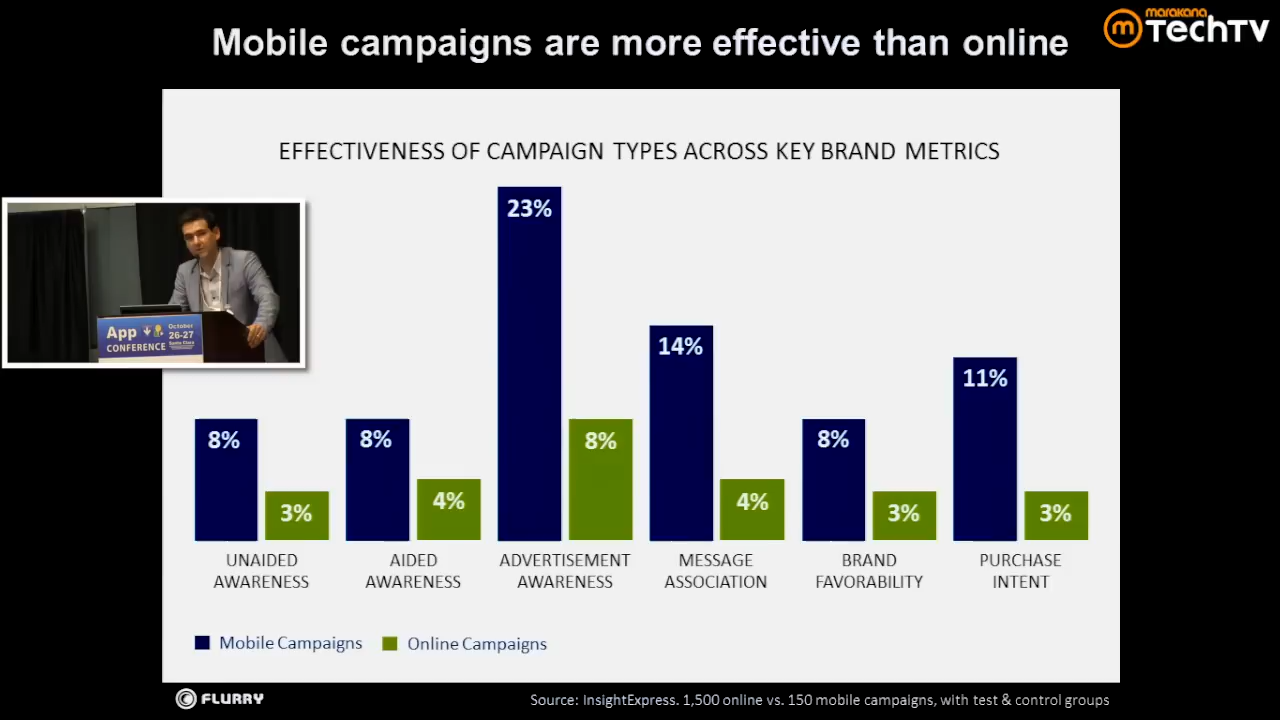 Mobile campaigns are more effective than online
marakana
m TechTV
EFFECTIVENESS OF CAMPAIGN TYPES ACROSS KEY BRAND METRICS
App October
26-27
CONFERENCE Santa Clara
23%
14%
11%
8%
8%
8%
8%
3%
4%
4%
3%
3%
UNAIDED AWARENESS
AIDED AWARENESS
ADVERTISEMENT AWARENESS
MESSAGE ASSOCIATION
BRAND FAVORABILITY
PURCHASE INTENT
Mobile Campaigns
Online Campaigns
FLURRY
Source: InsightExpress. 1,500 online vs. 150 mobile campaigns, with test & control groups